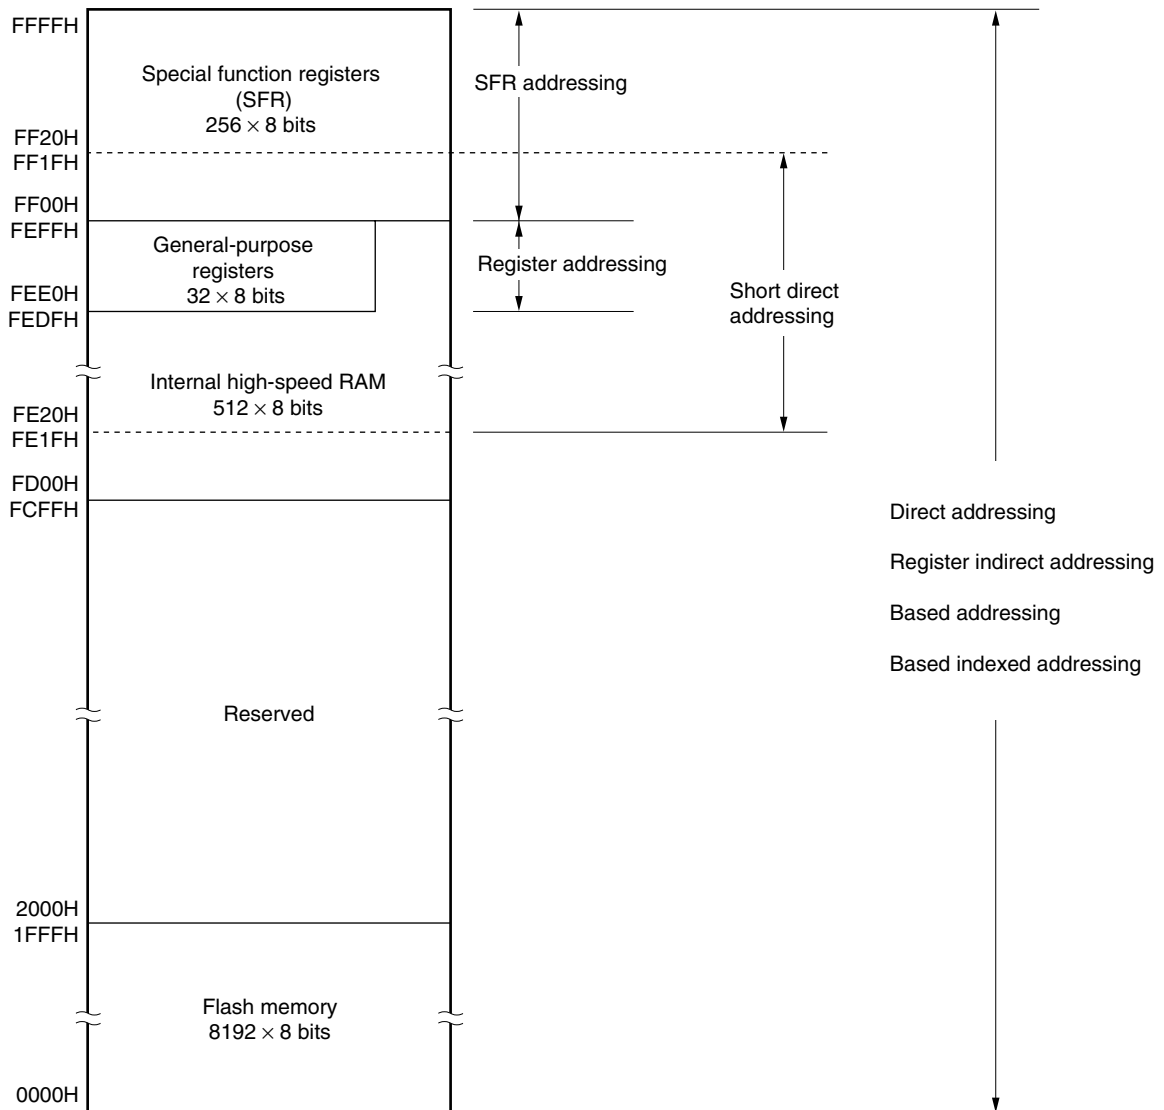 FFFFH
Special function registers
(SFR)
256 × 8 bits
SFR addressing
FF20H
FF1FH
FF00H
FEFFH
General-purpose
registers
32 × 8 bits
Register addressing
Short direct
addressing
FEE0H
FEDFH
Internal high-speed RAM
512 × 8 bits
FE20H
FE1FH
FD00H
FCFFH
Direct addressing
Register indirect addressing
Based addressing
Based indexed addressing
Reserved
2000H
1FFFH
Flash memory
8192 × 8 bits
0000H